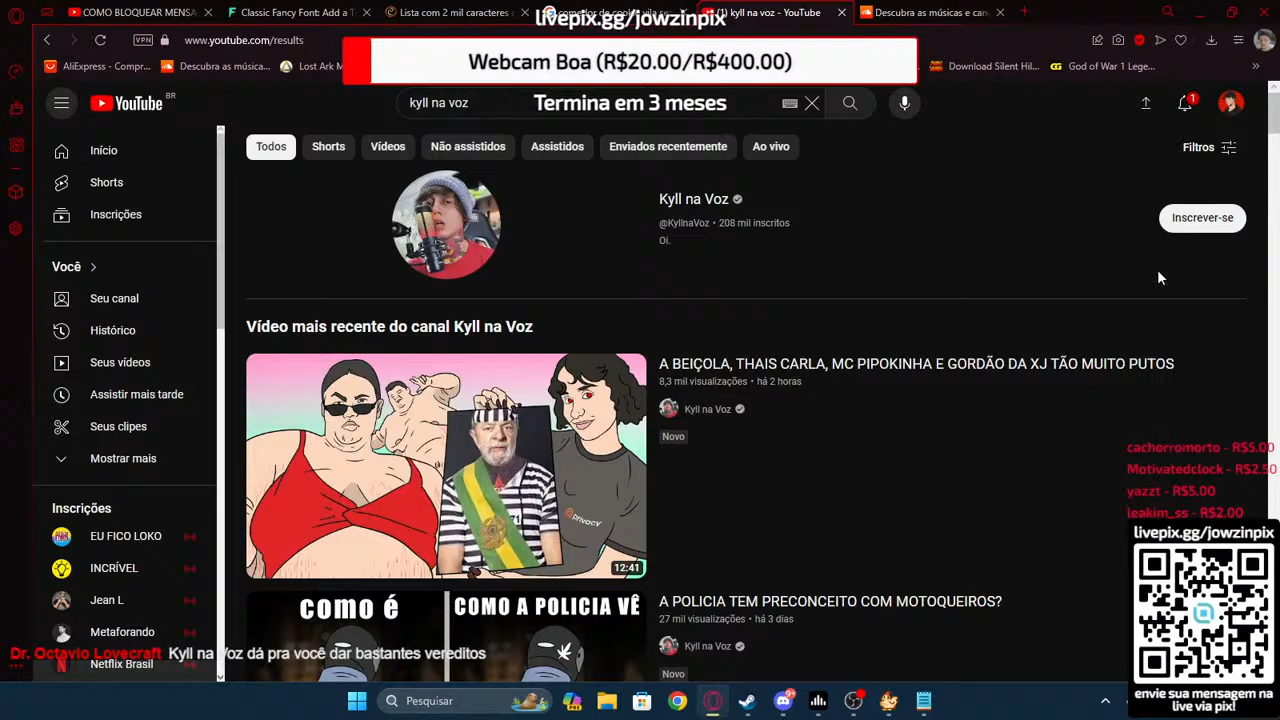 COMO BLOQUEAR MENSA
Classic Fancy Font: Add a T
Lista com 2 mil caracteres
(1) kyll na voz - YouTube
Descubra as músicas e can
livepix.gg/jowzinpix
VPN
www.youtube.com/results
AliExpress - Compr...
Descubra as música...
Lost Ark M
Webcam Boa (R$20.00/R$400.00)
Download Silent Hil...
God of War 1 Lege...
YouTube BR
kyll na voz
Termina em 3 meses
1
Início
Shorts
Inscrições
Você
Seu canal
Histórico
Seus vídeos
Assistir mais tarde
Seus clipes
Mostrar mais
Inscrições
EU FICO LOKO
INCRÍVEL
Jean L
Metaforando
Netflix Brasil
Todos
Shorts
Vídeos
Não assistidos
Assistidos
Enviados recentemente
Ao vivo
Filtros
Kyll na Voz
@KyllnaVoz • 208 mil inscritos
Oi.
Inscrever-se
Vídeo mais recente do canal Kyll na Voz
Privacy
12:41
A BEIÇOLA, THAIS CARLA, MC PIPOKINHA E GORDÃO DA XJ TÃO MUITO PUTOS
8,3 mil visualizações • há 2 horas
Kyll na Voz
Novo
como é
COMO A POLICIA VÊ
A POLICIA TEM PRECONCEITO COM MOTOQUEIROS?
27 mil visualizações • há 3 dias
Kyll na Voz
Novo
cachorromorto - R$5.00
Motivatedclock - R$2.50
yazzt - R$5.00
leakim_ss - R$2.00
livepix.gg/jowzinpix
envie sua mensagem na
live via pix!
Dr. Octavio Lovecraft Kyll na Voz dá pra você dar bastantes vereditos
Pesquisar